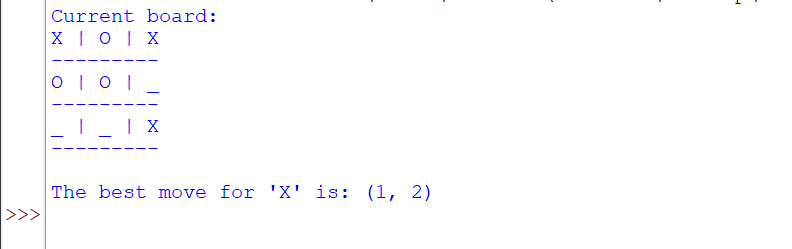 Current board:
X | O | X
---------
O | O | _
---------
_ | _ | X
---------
The best move for 'X' is: (1, 2)
>>>